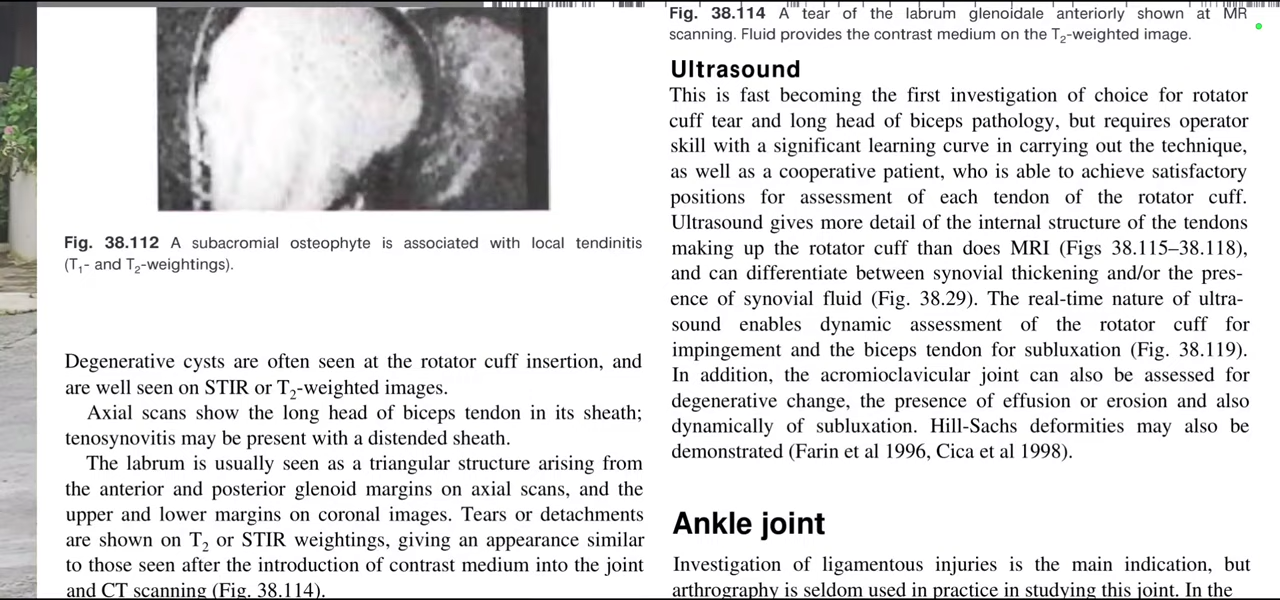 Fig. 38.112 A subacromial osteophyte is associated with local tendinitis
(T1- and T2-weightings).
Degenerative cysts are often seen at the rotator cuff insertion, and
are well seen on STIR or T2-weighted images.
Axial scans show the long head of biceps tendon in its sheath;
tenosynovitis may be present with a distended sheath.
The labrum is usually seen as a triangular structure arising from
the anterior and posterior glenoid margins on axial scans, and the
upper and lower margins on coronal images. Tears or detachments
are shown on T2 or STIR weightings, giving an appearance similar
to those seen after the introduction of contrast medium into the joint
and CT scanning (Fig. 38.114).
Fig. 38.114 A tear of the labrum glenoidale anteriorly shown at MR
scanning. Fluid provides the contrast medium on the T2-weighted image.
Ultrasound
This is fast becoming the first investigation of choice for rotator
cuff tear and long head of biceps pathology, but requires operator
skill with a significant learning curve in carrying out the technique,
as well as a cooperative patient, who is able to achieve satisfactory
positions for assessment of each tendon of the rotator cuff.
Ultrasound gives more detail of the internal structure of the tendons
making up the rotator cuff than does MRI (Figs 38.115–38.118),
and can differentiate between synovial thickening and/or the pres-
ence of synovial fluid (Fig. 38.29). The real-time nature of ultra-
sound enables dynamic assessment of the rotator cuff for
impingement and the biceps tendon for subluxation (Fig. 38.119).
In addition, the acromioclavicular joint can also be assessed for
degenerative change, the presence of effusion or erosion and also
dynamically of subluxation. Hill-Sachs deformities may also be
demonstrated (Farin et al 1996, Cica et al 1998).
Ankle joint
Investigation of ligamentous injuries is the main indication, but
arthrography is seldom used in practice in studying this joint. In the